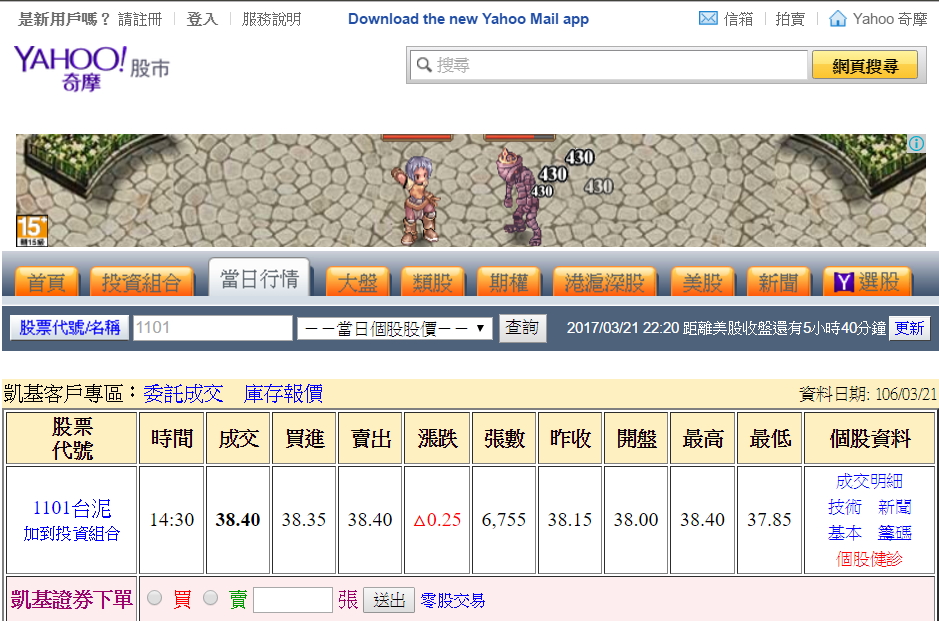 是新用戶嗎？ 請註冊 登入 服務說明 Download the new Yahoo Mail app 信箱 拍賣 Yahoo 奇摩
YAHOO! 奇摩 股市 搜尋 網頁搜尋
430
430
430
430
15+
首頁 投資組合 當日行情 大盤 類股 期權 港滬深股 美股 新聞 Y 選股
股票代號/名稱 1101 －－當日個股股價－－ 查詢 2017/03/21 22:20 距離美股收盤還有5小時40分鐘 更新
凱基客戶專區：委託成交 庫存報價 資料日期: 106/03/21
股票代號 時間 成交 買進 賣出 漲跌 張數 昨收 開盤 最高 最低 個股資料
1101台泥 加到投資組合 14:30 38.40 38.35 38.40 △0.25 6,755 38.15 38.00 38.40 37.85 成交明細
技術 新聞
基本 籌碼
個股健診
凱基證券下單 買 賣 張 送出 零股交易